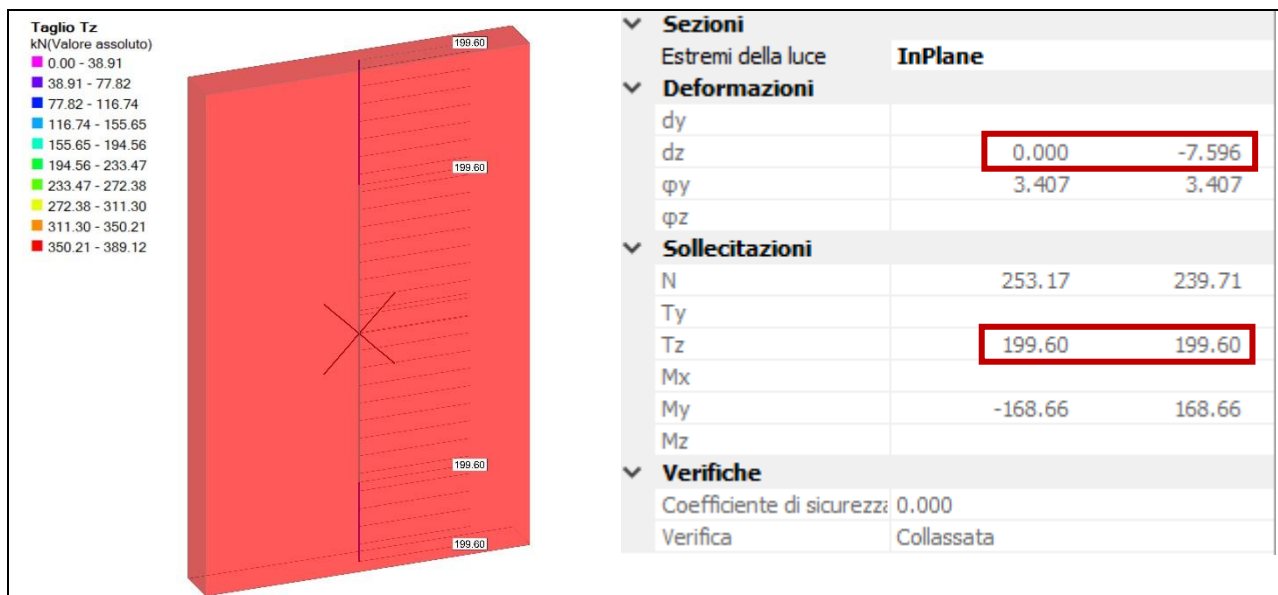 Taglio Tz
kN(Valore assoluto)
0.00 - 38.91
38.91 - 77.82
77.82 - 116.74
116.74 - 155.65
155.65 - 194.56
194.56 - 233.47
233.47 - 272.38
272.38 - 311.30
311.30 - 350.21
350.21 - 389.12
199.60
199.60
199.60
199.60
Sezioni
Estremi della luce InPlane
Deformazioni
dy
dz 0.000 -7.596
φy 3.407 3.407
φz
Sollecitazioni
N 253.17 239.71
Ty
Tz 199.60 199.60
Mx
My -168.66 168.66
Mz
Verifiche
Coefficiente di sicurezza 0.000
Verifica Collassata